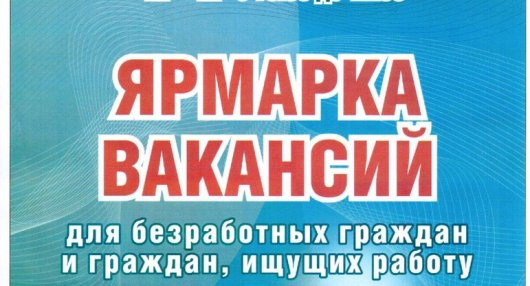 ЯРМАРКА
ВАКАНСИЙ
для безработных граждан
и граждан, ищущих работу